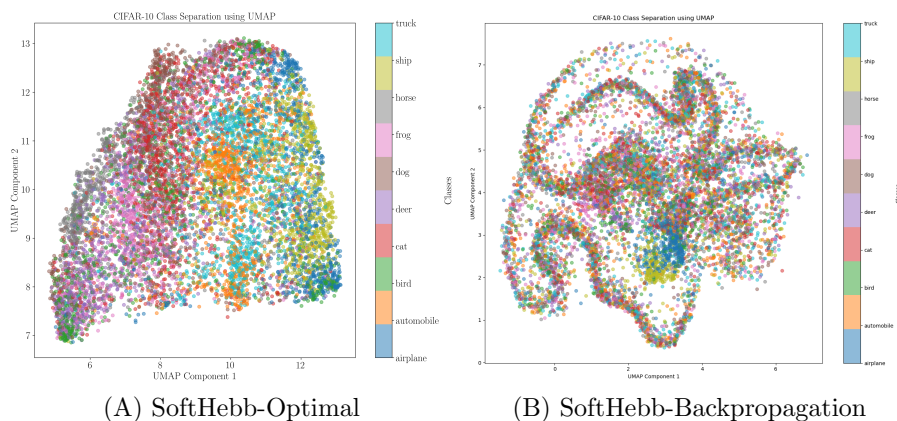 CIFAR-10 Class Separation using UMAP
13
12
11
10
9
8
7
UMAP Component 2
6
8
10
12
UMAP Component 1
truck
ship
horse
frog
dog
deer
cat
bird
automobile
airplane
Classes
(A) SoftHebb-Optimal
CIFAR-10 Class Separation using UMAP
7
6
5
4
3
2
1
0
UMAP Component 2
0
2
4
6
UMAP Component 1
truck
ship
horse
frog
dog
deer
cat
bird
automobile
airplane
(B) SoftHebb-Backpropagation